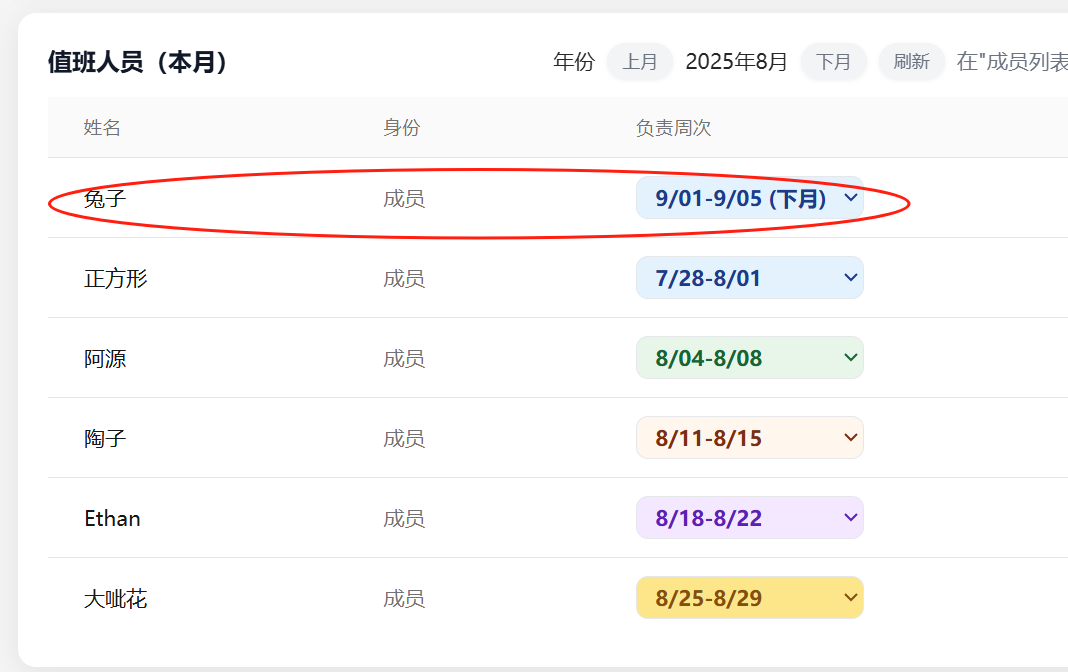 值班人员（本月）
年份 上月 2025年8月 下月 刷新 在"成员列表
姓名 身份 负责周次
兔子 成员 9/01-9/05 (下月)
正方形 成员 7/28-8/01
阿源 成员 8/04-8/08
陶子 成员 8/11-8/15
Ethan 成员 8/18-8/22
大呲花 成员 8/25-8/29